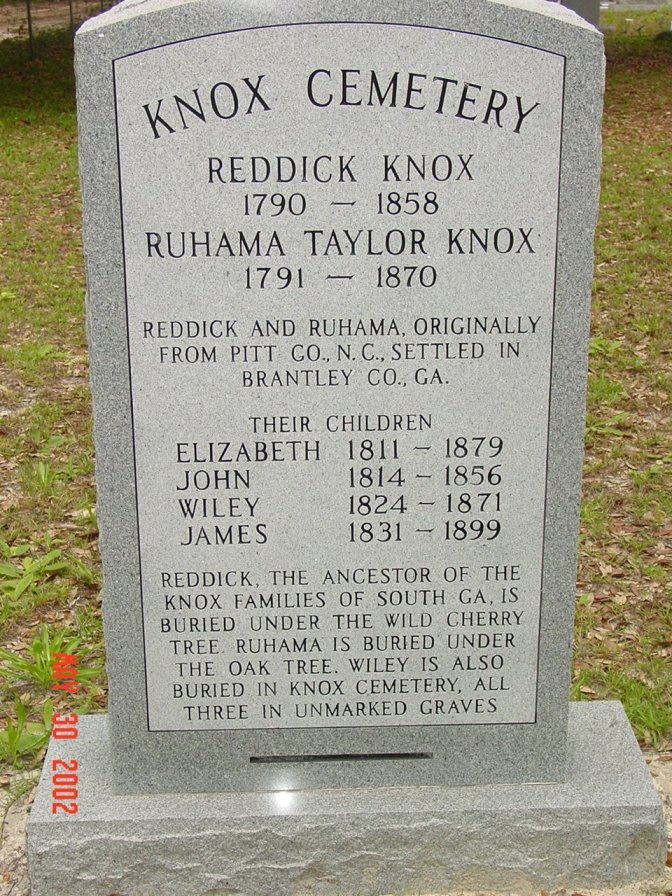 KNOX CEMETERY
REDDICK KNOX
1790 — 1858
RUHAMA TAYLOR KNOX
1791 — 1870
REDDICK AND RUHAMA, ORIGINALLY
FROM PITT CO., N.C., SETTLED IN
BRANTLEY CO., GA.
THEIR CHILDREN
ELIZABETH 1811 – 1879
JOHN 1814 – 1856
WILEY 1824 – 1871
JAMES 1831 – 1899
REDDICK, THE ANCESTOR OF THE
KNOX FAMILIES OF SOUTH GA, IS
BURIED UNDER THE WILD CHERRY
TREE. RUHAMA IS BURIED UNDER
THE OAK TREE. WILEY IS ALSO
BURIED IN KNOX CEMETERY, ALL
THREE IN UNMARKED GRAVES
30 2002